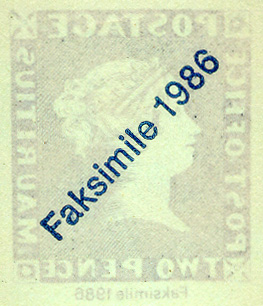 Faksimile 1986
POSTAGE
MAURITIUS
POST OFFICE
TWO PENCE
Faksimile 1986